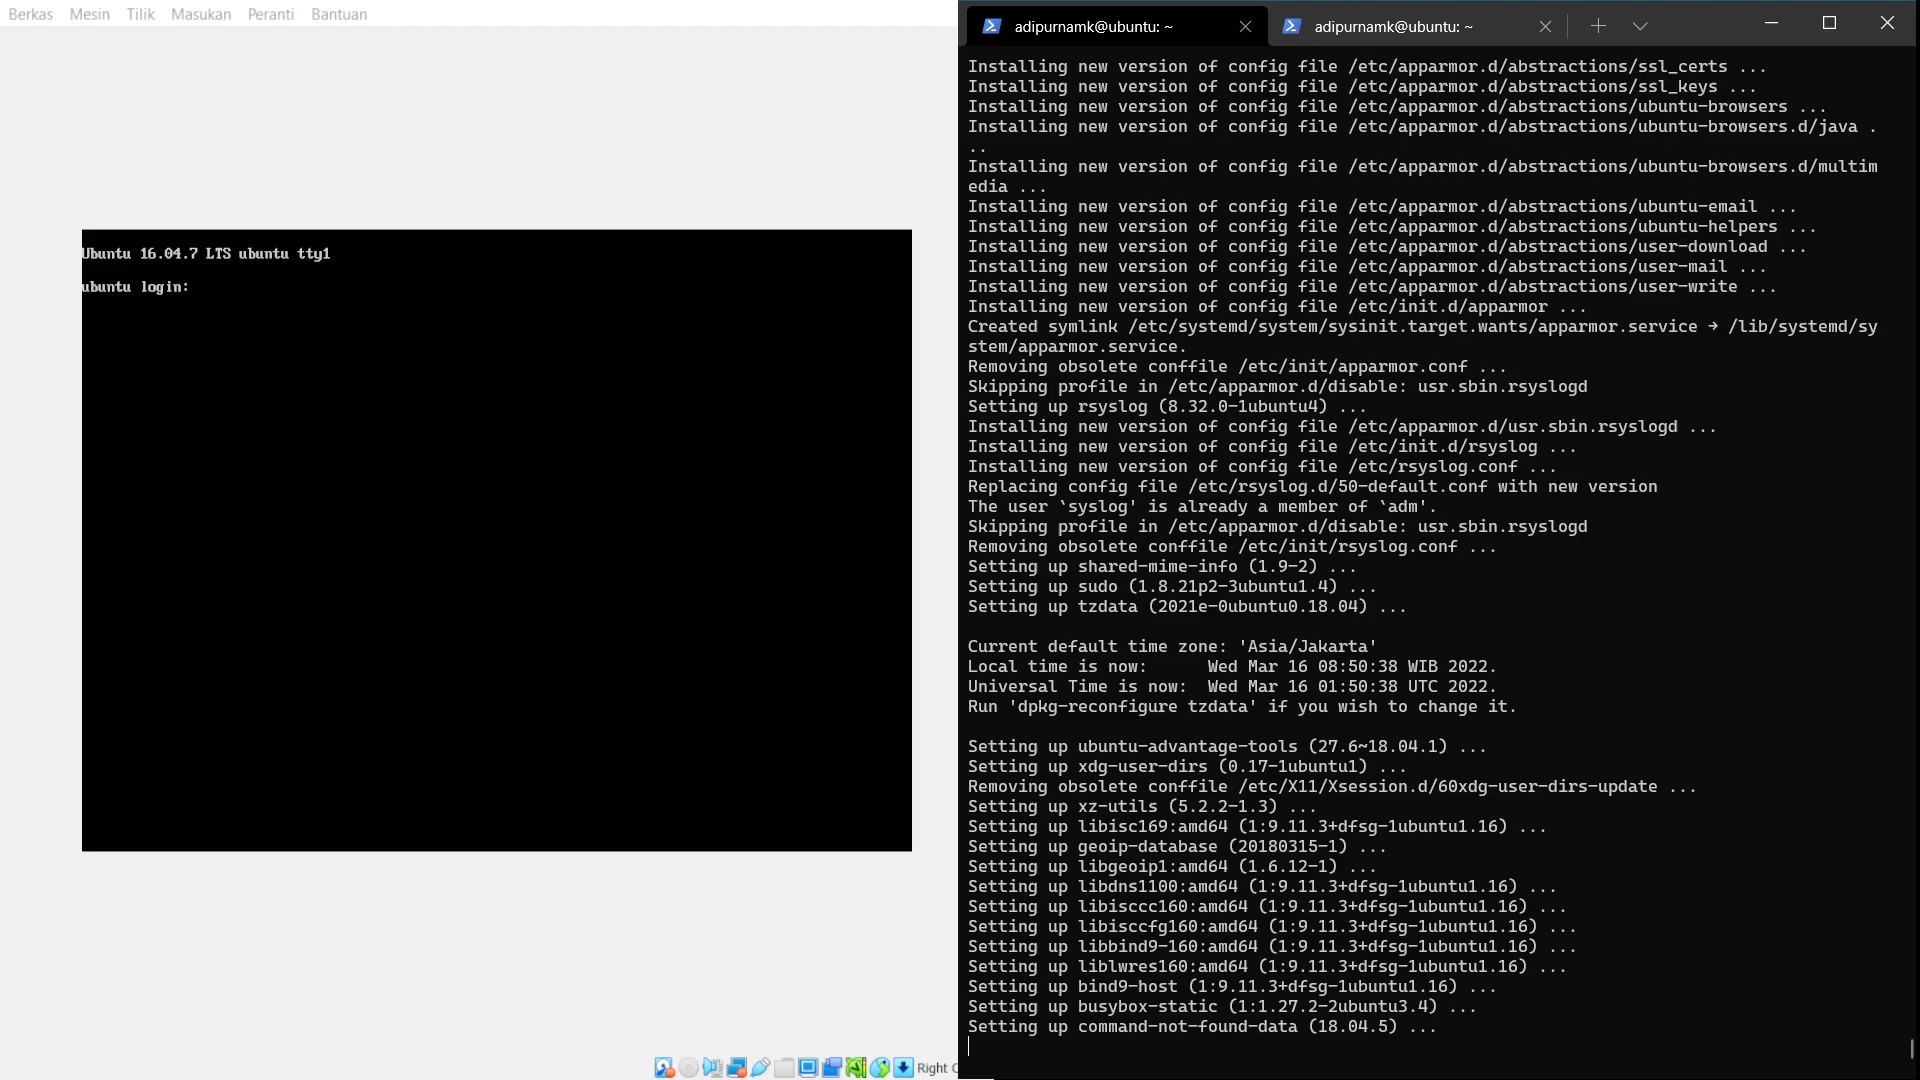 Berkas Mesin Tilik Masukan Peranti Bantuan
Ubuntu 16.04.7 LTS ubuntu tty1
ubuntu login:
Right C
adipurnamk@ubuntu: ~
adipurnamk@ubuntu: ~
Installing new version of config file /etc/apparmor.d/abstractions/ssl_certs ...
Installing new version of config file /etc/apparmor.d/abstractions/ssl_keys ...
Installing new version of config file /etc/apparmor.d/abstractions/ubuntu-browsers ...
Installing new version of config file /etc/apparmor.d/abstractions/ubuntu-browsers.d/java .
..
Installing new version of config file /etc/apparmor.d/abstractions/ubuntu-browsers.d/multim
edia ...
Installing new version of config file /etc/apparmor.d/abstractions/ubuntu-email ...
Installing new version of config file /etc/apparmor.d/abstractions/ubuntu-helpers ...
Installing new version of config file /etc/apparmor.d/abstractions/user-download ...
Installing new version of config file /etc/apparmor.d/abstractions/user-mail ...
Installing new version of config file /etc/apparmor.d/abstractions/user-write ...
Installing new version of config file /etc/init.d/apparmor ...
Created symlink /etc/systemd/system/sysinit.target.wants/apparmor.service → /lib/systemd/sy
stem/apparmor.service.
Removing obsolete conffile /etc/init/apparmor.conf ...
Skipping profile in /etc/apparmor.d/disable: usr.sbin.rsyslogd
Setting up rsyslog (8.32.0-1ubuntu4) ...
Installing new version of config file /etc/apparmor.d/usr.sbin.rsyslogd ...
Installing new version of config file /etc/init.d/rsyslog ...
Installing new version of config file /etc/rsyslog.conf ...
Replacing config file /etc/rsyslog.d/50-default.conf with new version
The user `syslog' is already a member of `adm'.
Skipping profile in /etc/apparmor.d/disable: usr.sbin.rsyslogd
Removing obsolete conffile /etc/init/rsyslog.conf ...
Setting up shared-mime-info (1.9-2) ...
Setting up sudo (1.8.21p2-3ubuntu1.4) ...
Setting up tzdata (2021e-0ubuntu0.18.04) ...
Current default time zone: 'Asia/Jakarta'
Local time is now:      Wed Mar 16 08:50:38 WIB 2022.
Universal Time is now:  Wed Mar 16 01:50:38 UTC 2022.
Run 'dpkg-reconfigure tzdata' if you wish to change it.
Setting up ubuntu-advantage-tools (27.6~18.04.1) ...
Setting up xdg-user-dirs (0.17-1ubuntu1) ...
Removing obsolete conffile /etc/X11/Xsession.d/60xdg-user-dirs-update ...
Setting up xz-utils (5.2.2-1.3) ...
Setting up libisc169:amd64 (1:9.11.3+dfsg-1ubuntu1.16) ...
Setting up geoip-database (20180315-1) ...
Setting up libgeoip1:amd64 (1.6.12-1) ...
Setting up libdns1100:amd64 (1:9.11.3+dfsg-1ubuntu1.16) ...
Setting up libisccc160:amd64 (1:9.11.3+dfsg-1ubuntu1.16) ...
Setting up libisccfg160:amd64 (1:9.11.3+dfsg-1ubuntu1.16) ...
Setting up libbind9-160:amd64 (1:9.11.3+dfsg-1ubuntu1.16) ...
Setting up liblwres160:amd64 (1:9.11.3+dfsg-1ubuntu1.16) ...
Setting up bind9-host (1:9.11.3+dfsg-1ubuntu1.16) ...
Setting up busybox-static (1:1.27.2-2ubuntu3.4) ...
Setting up command-not-found-data (18.04.5) ...